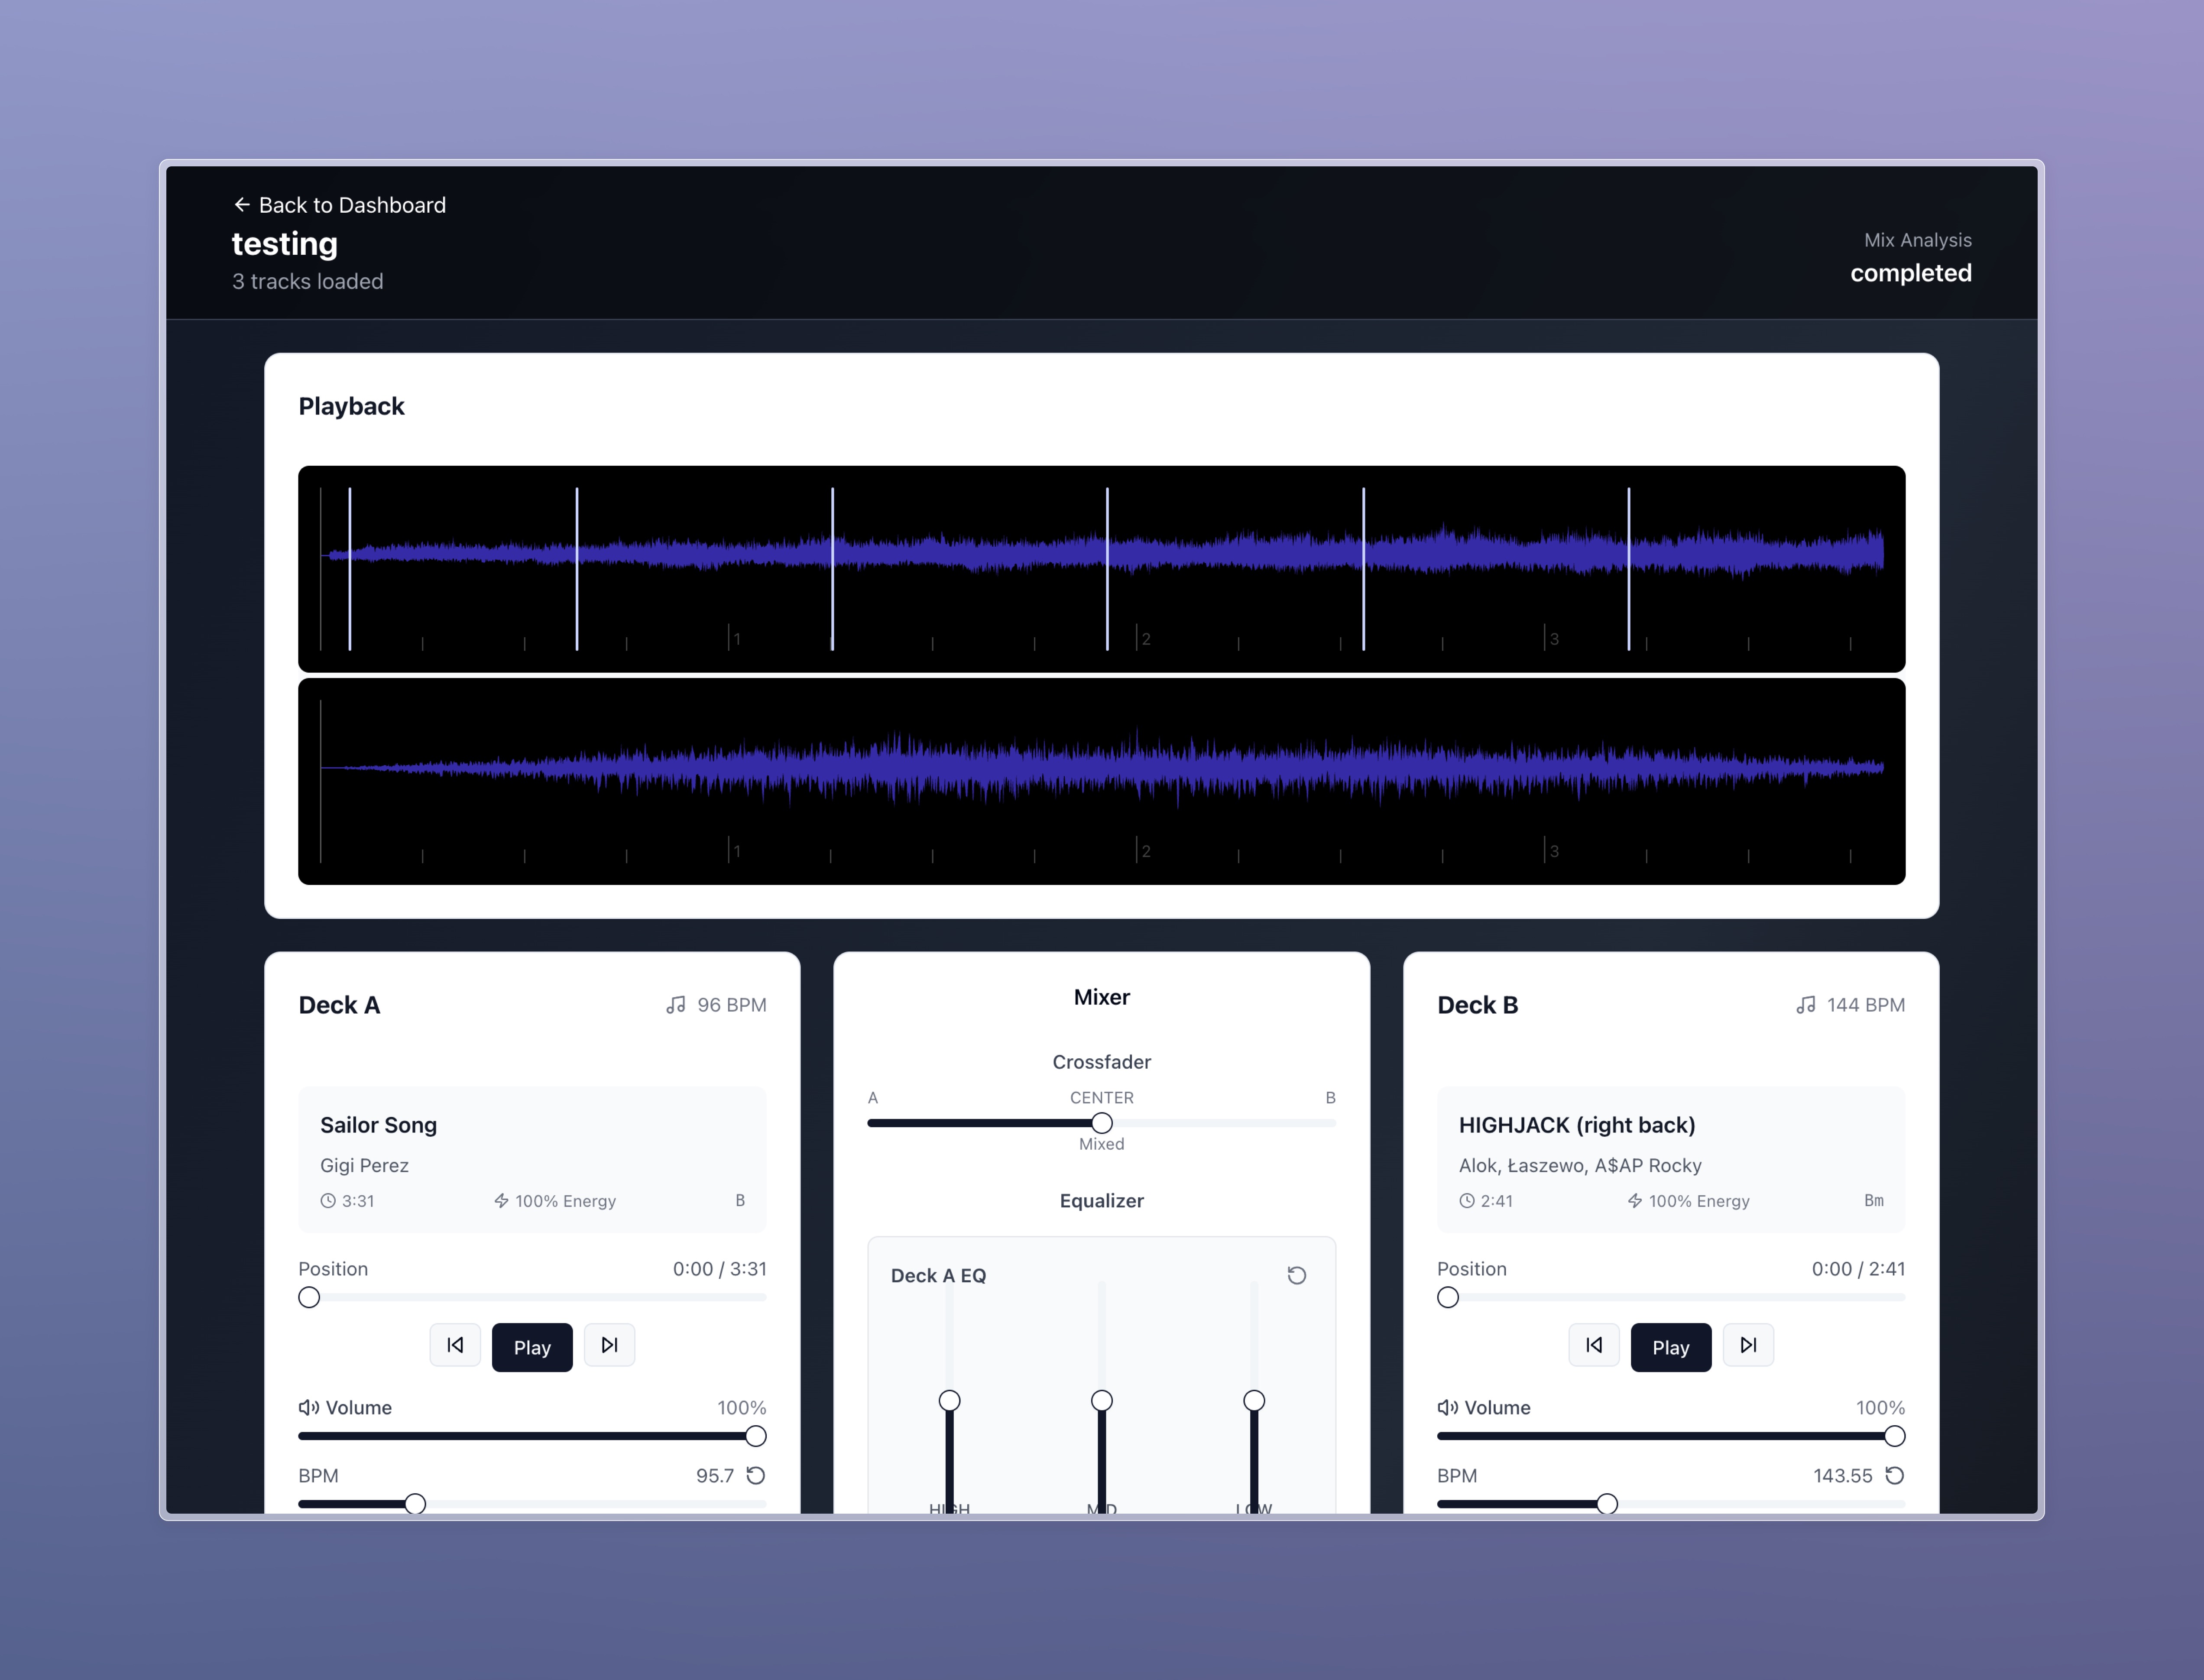 Back to Dashboard
testing
3 tracks loaded
Mix Analysis
completed
Playback
1
2
3
1
2
3
Deck A
96 BPM
Sailor Song
Gigi Perez
3:31
100% Energy
B
Position
0:00 / 3:31
Play
Volume
100%
BPM
95.7
Mixer
Crossfader
A
CENTER
B
Mixed
Equalizer
Deck A EQ
HIGH
MID
LOW
Deck B
144 BPM
HIGHJACK (right back)
Alok, Łaszewo, A$AP Rocky
2:41
100% Energy
Bm
Position
0:00 / 2:41
Play
Volume
100%
BPM
143.55